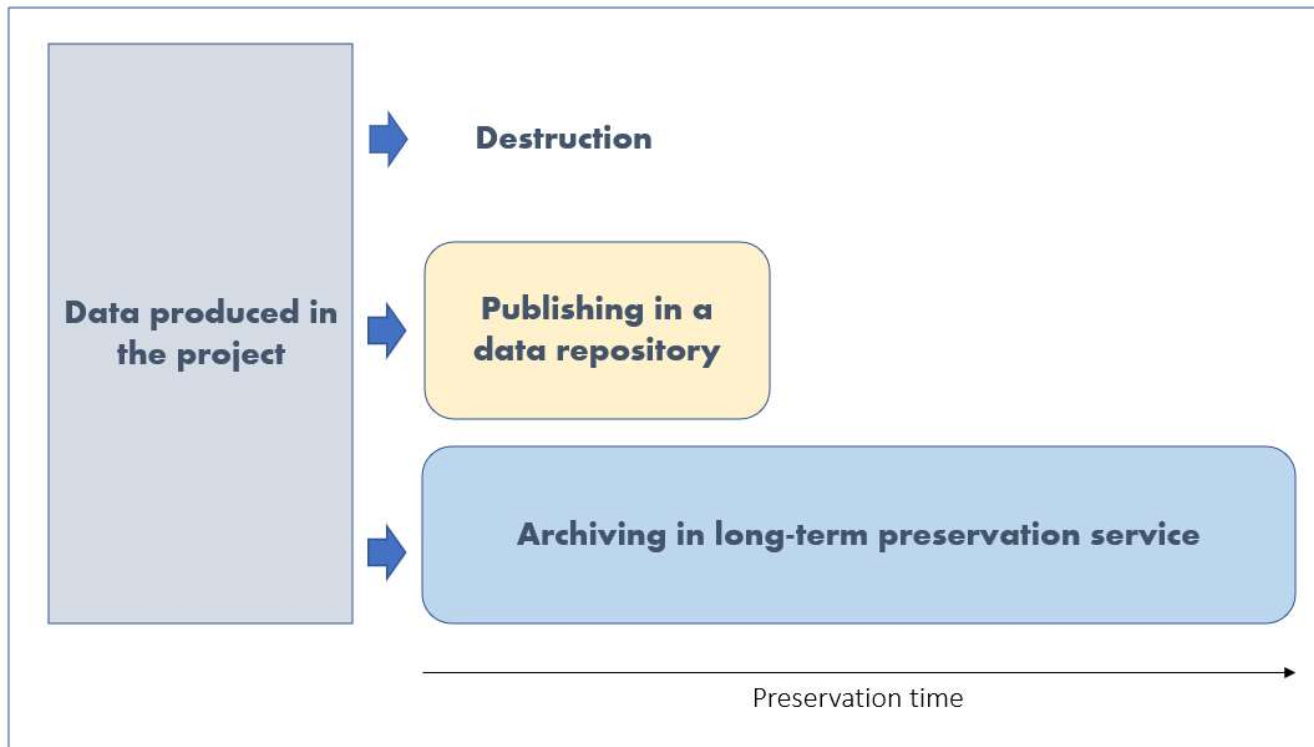 Destruction
Data produced in
the project
Publishing in a
data repository
Archiving in long-term preservation service
Preservation time